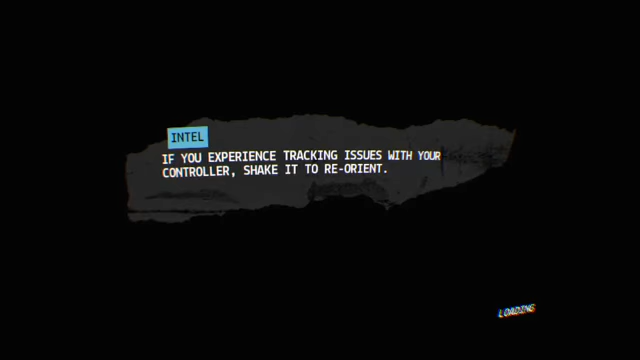 INTEL
IF YOU EXPERIENCE TRACKING ISSUES WITH YOUR
CONTROLLER, SHAKE IT TO RE-ORIENT.
LOADING